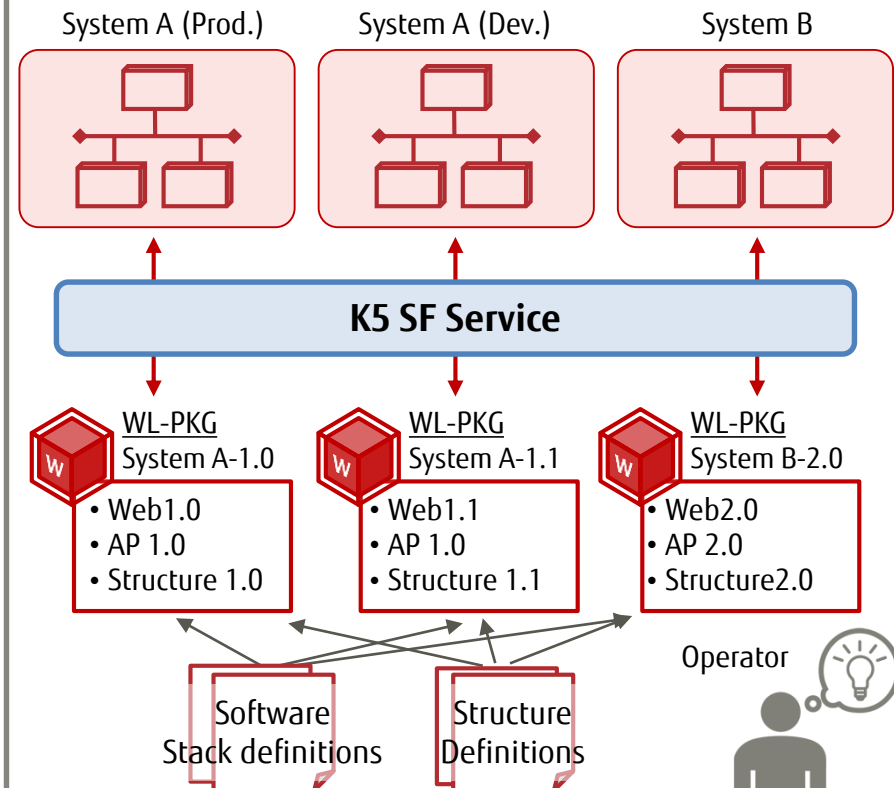 System A (Prod.)
System A (Dev.)
System B
K5 SF Service
WL-PKG
System A-1.0
W
• Web1.0
• AP 1.0
• Structure 1.0
WL-PKG
System A-1.1
• Web1.1
• AP 1.0
• Structure 1.1
WL-PKG
System B-2.0
W
• Web2.0
• AP 2.0
• Structure2.0
Software
Stack definitions
Structure
Definitions
Operator